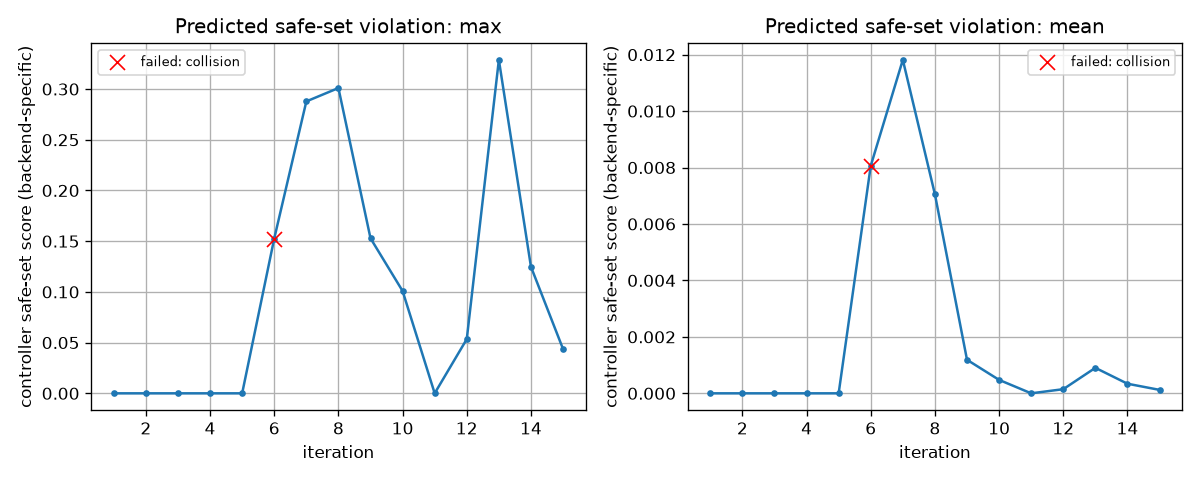 Predicted safe-set violation: max
failed: collision
controller safe-set score (backend-specific)
0.30
0.25
0.20
0.15
0.10
0.05
0.00
2 4 6 8 10 12 14
iteration
Predicted safe-set violation: mean
failed: collision
controller safe-set score (backend-specific)
0.012
0.010
0.008
0.006
0.004
0.002
0.000
2 4 6 8 10 12 14
iteration